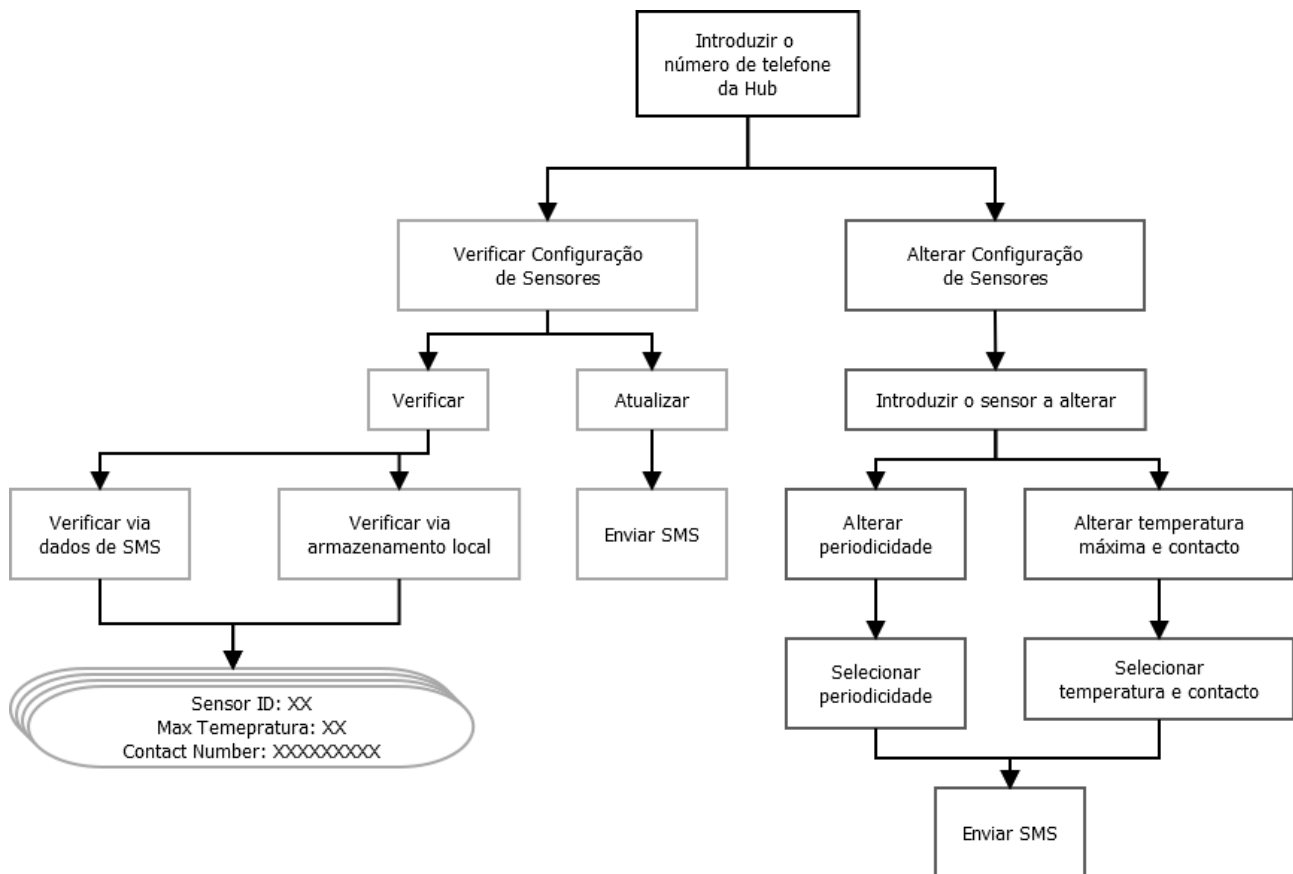 Introduzir o
número de telefone
da Hub
Verificar Configuração
de Sensores
Alterar Configuração
de Sensores
Verificar
Atualizar
Introduzir o sensor a alterar
Verificar via
dados de SMS
Verificar via
armazenamento local
Enviar SMS
Alterar
periodicidade
Alterar temperatura
máxima e contacto
Sensor ID: XX
Max Temepratura: XX
Contact Number: XXXXXXXXX
Selecionar
periodicidade
Selecionar
temperatura e contacto
Enviar SMS